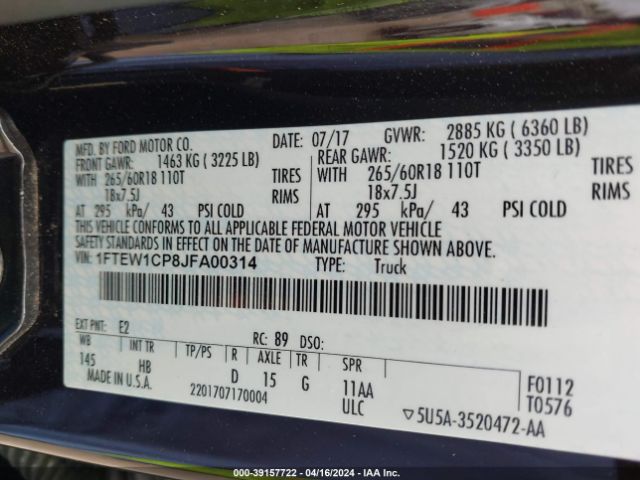 MFD. BY FORD MOTOR CO.
DATE: 07/17 GVWR: 2885 KG ( 6360 LB)
FRONT GAWR: 1463 KG ( 3225 LB)
REAR GAWR: 1520 KG ( 3350 LB)
WITH 265/60R18 110T TIRES
WITH 265/60R18 110T TIRES
18x7.5J RIMS
18x7.5J RIMS
AT 295 kPa/ 43 PSI COLD
AT 295 kPa/ 43 PSI COLD
THIS VEHICLE CONFORMS TO ALL APPLICABLE FEDERAL MOTOR VEHICLE
SAFETY STANDARDS IN EFFECT ON THE DATE OF MANUFACTURE SHOWN ABOVE.
VIN: 1FTEW1CP8JFA00314 TYPE: Truck
EXT PNT: E2 RC: 89 DSO:
WB INT TR TP/PS R AXLE TR SPR
145 HB D 15 G 11AA F0112
MADE IN U.S.A. 2201707170004 ULC T0576
▽5U5A-3520472-AA
000-39157722 - 04/16/2024 - IAA Inc.